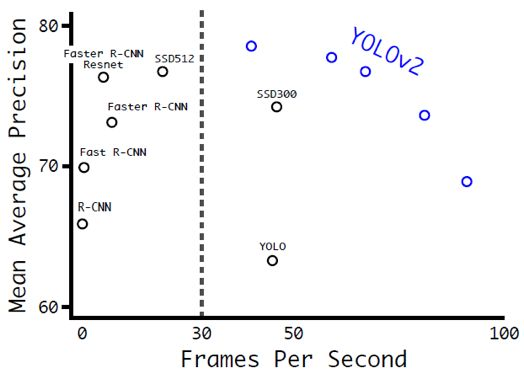 80
Faster R-CNN
Resnet
SSD512
YOLOv2
SSD300
Faster R-CNN
Fast R-CNN
70
R-CNN
YOLO
60
Mean Average Precision
0 30 50 100
Frames Per Second